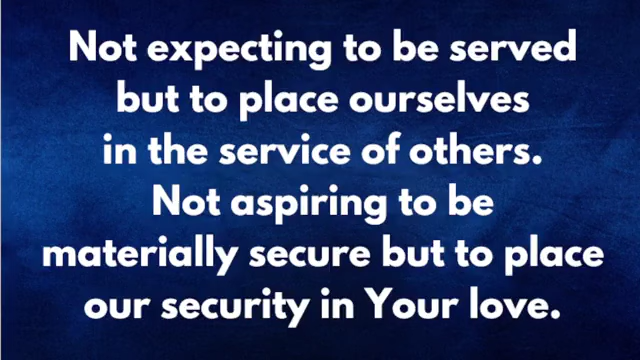 Not expecting to be served
but to place ourselves
in the service of others.
Not aspiring to be
materially secure but to place
our security in Your love.